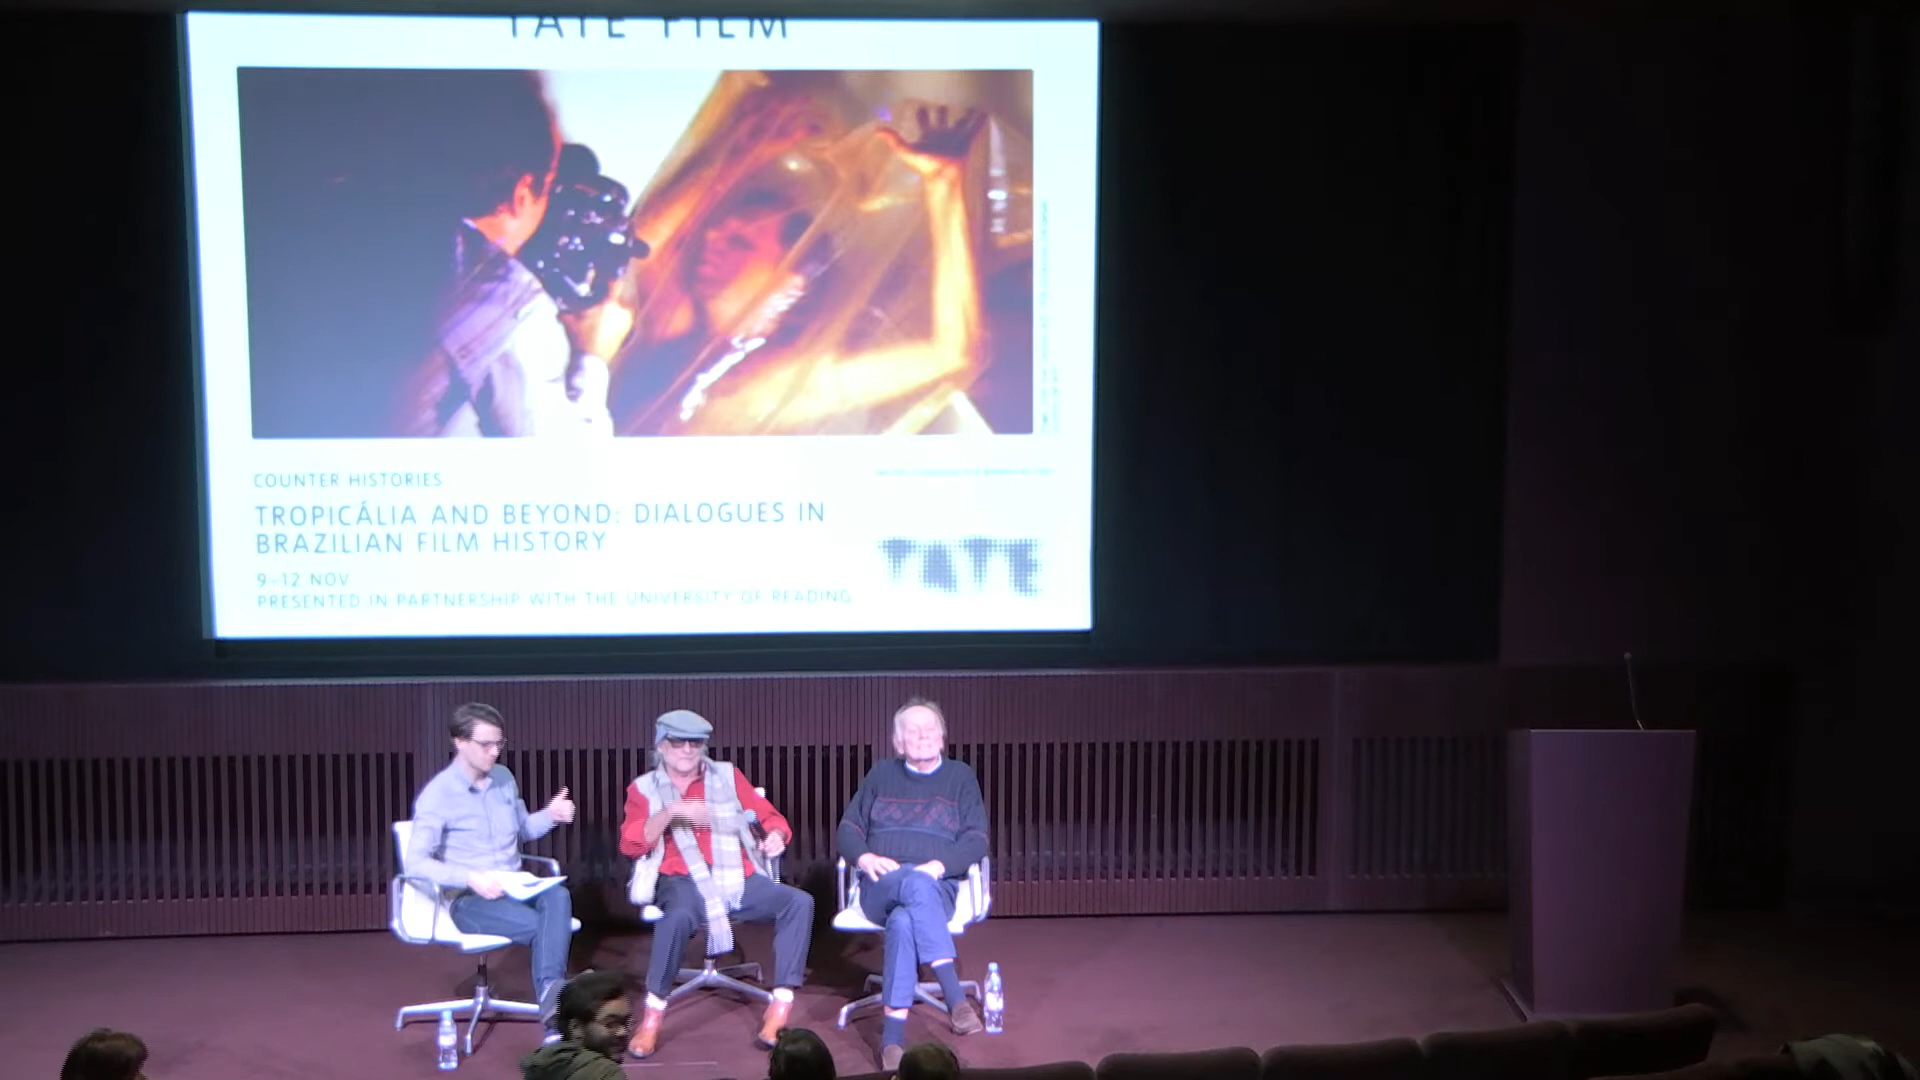 TATE FILM
COUNTER HISTORIES
TROPICÁLIA AND BEYOND: DIALOGUES IN
BRAZILIAN FILM HISTORY
9–12 NOV
PRESENTED IN PARTNERSHIP WITH THE UNIVERSITY OF READING
TATE